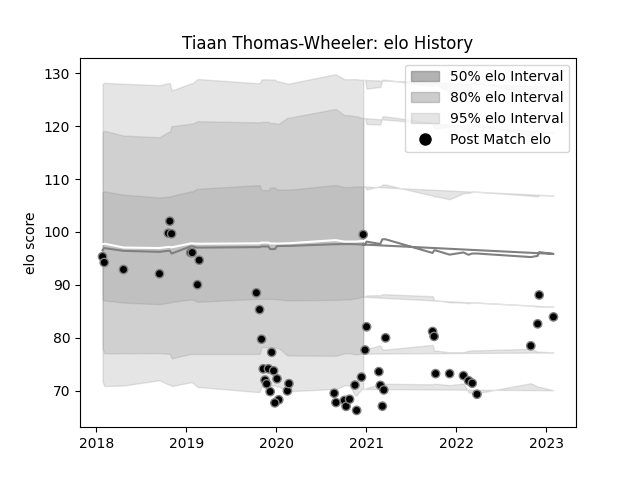 Tiaan Thomas-Wheeler: elo History
130
120
110
100
90
80
70
elo score
50% elo Interval
80% elo Interval
95% elo Interval
Post Match elo
2018 2019 2020 2021 2022 2023